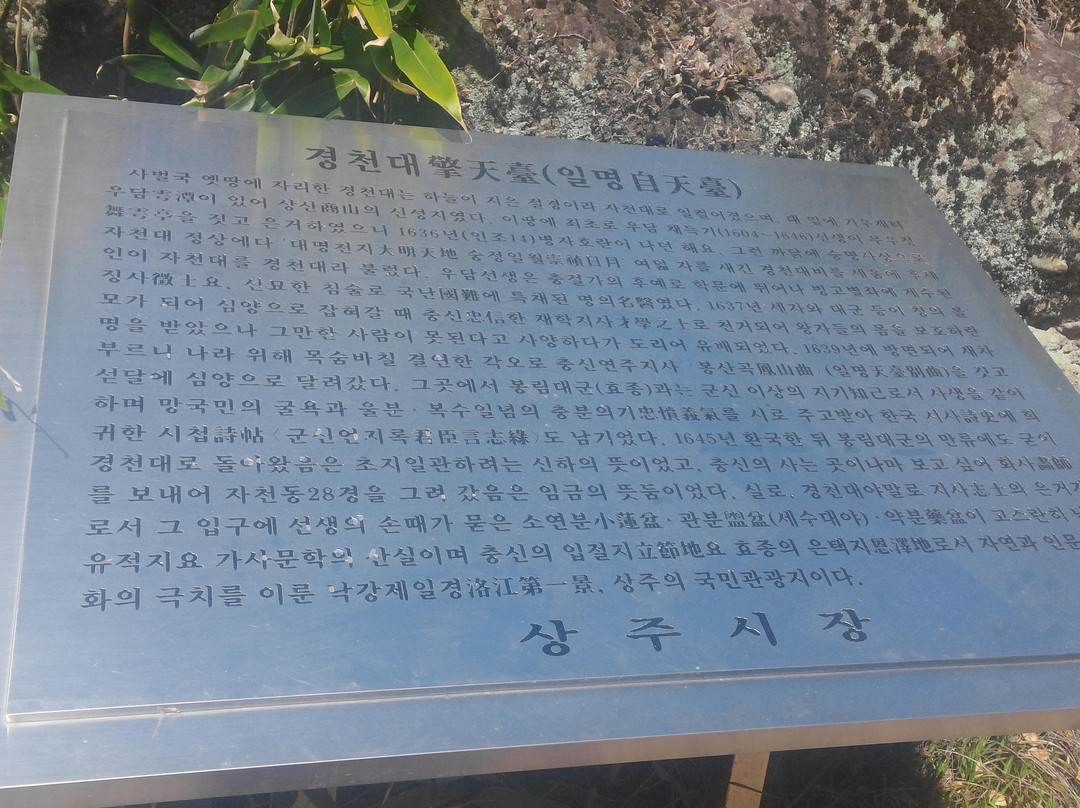 경천대擎天臺(일명自天臺)
사벌국 옛땅에 자리한 경천대는 하늘이 지은 절경이라 자천대로 일컬어졌으며, 대 밑에 기우제터
우담雩潭이 있어 상산商山의 신성지였다. 이땅에 최초로 우담 채득기(1604~1646)선생이 무우정
舞雩亭을 짓고 은거하였으니 1636년(인조14)병자호란이 나던 해요, 그런 까닭에 숭명사상으로
자천대 정상에다 대명천지大明天地 숭정일월崇禎日月 여덟 자를 새긴 경천대비를 세움에 후세
인이 자천대를 경천대라 불렀다. 우담선생은 충절가의 후예로 학문에 뛰어나 빙고별좌에 제수된
징사徵士요, 신묘한 침술로 국난國難에 특채된 명의名醫였다. 1637년 세자와 대군 등이 청의 볼
모가 되어 심양으로 잡혀갈 때 충신忠信한 재학지사才學之士로 천거되어 왕자들의 몸을 보호하란
명을 받았으나 그만한 사람이 못된다고 사양하다가 도리어 유배되었다. 1639년에 방면되어 재차
부르니 나라 위해 목숨바칠 결연한 각오로 충신연주지사 봉산곡鳳山曲 (일명天臺別曲)을 짓고
섣달에 심양으로 달려갔다. 그곳에서 봉림대군(효종)과는 군신 이상의 지기知己로서 사생을 같이
하며 망국민의 굴욕과 울분·복수일념의 충분의기忠憤義氣를 시로 주고받아 한국 시사詩史에 희
귀한 시첩詩帖〈군신언지록君臣言志錄〉도 남기었다. 1645년 환국한 뒤 봉림대군의 만류에도 굳이
경천대로 돌아왔음은 초지일관하려는 신하의 뜻이었고, 충신의 사는 곳이나마 보고 싶어 화사畵師
를 보내어 자천동28경을 그려 갔음은 임금의 뜻둠이었다. 실로, 경천대야말로 지사志士의 은거지
로서 그 입구에 선생의 손때가 묻은 소연분小蓮盆·관분盥盆(세수대야)·약분藥盆이 고스란히
유적지요 가사문학의 산실이며 충신의 입절지立節地요 효종의 은택지恩澤地로서 자연과 인문
화의 극치를 이룬 낙강제일경洛江第一景, 상주의 국민관광지이다.
상 주 시 장